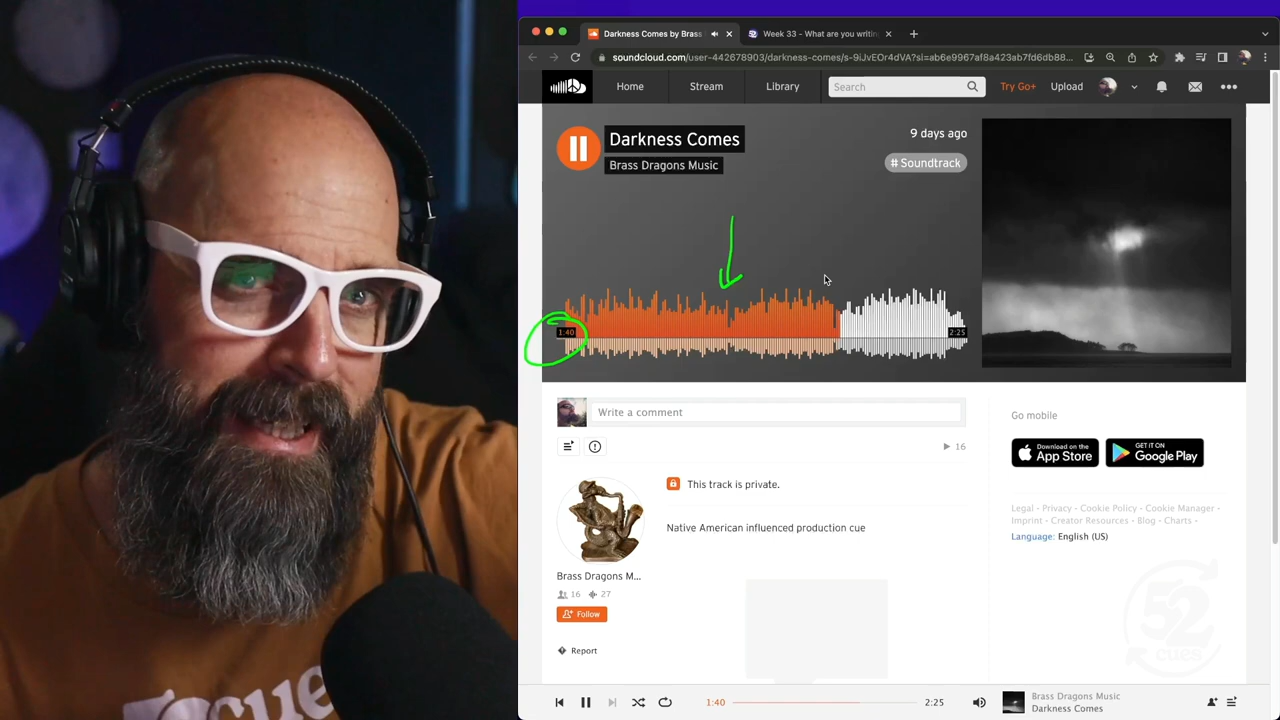 Darkness Comes by Brass
Week 33 - What are you writin
soundcloud.com/user-442678903/darkness-comes/s-9iJvEOr4dVA?si=ab6e9967af8a423ab7fd6db88...
Home
Stream
Library
Search
Try Go+
Upload
Darkness Comes
Brass Dragons Music
9 days ago
# Soundtrack
1:40
2:25
Write a comment
16
This track is private.
Native American influenced production cue
Brass Dragons M...
16
27
Follow
Report
Go mobile
Download on the
App Store
GET IT ON
Google Play
Legal - Privacy - Cookie Policy - Cookie Manager -
Imprint - Creator Resources - Blog - Charts -
Language: English (US)
52
cues
1:40
2:25
Brass Dragons Music
Darkness Comes